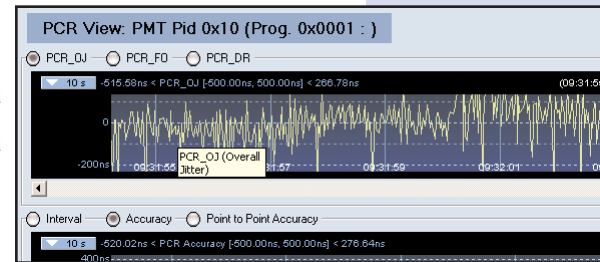 PCR View: PMT Pid 0x10 (Prog. 0x0001 : )
PCR_OJ PCR_FO PCR_DR
10 s -515.58ns < PCR_OJ [-500.00ns, 500.00ns] < 266.78ns (09:31:5
0
-200ns 09:31:55 :57 09:31:59 09:32:01 0
PCR_OJ (Overall
Jitter)
Interval Accuracy Point to Point Accuracy
10 s -520.02ns < PCR Accuracy [-500.00ns, 500.00ns] < 276.64ns
400ns